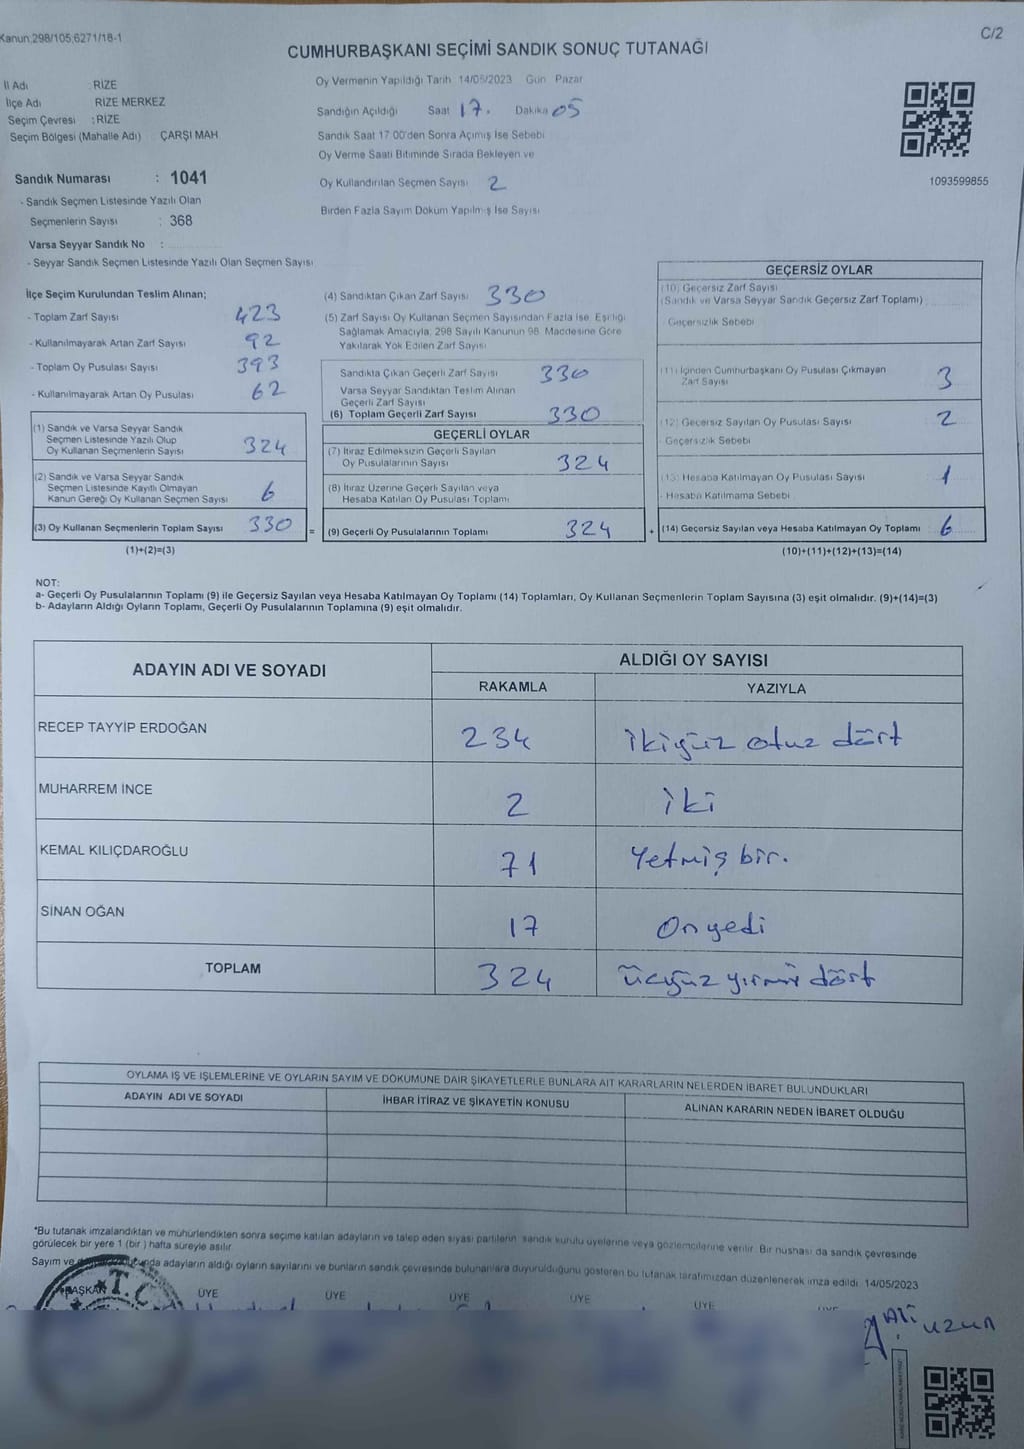 Kanun;298/105;6271/18-1
C/2
CUMHURBAŞKANI SEÇİMİ SANDIK SONUÇ TUTANAĞI
İl Adı : RİZE
İlçe Adı RİZE MERKEZ
Seçim Çevresi : RİZE
Seçim Bölgesi (Mahalle Adı) ÇARŞI MAH.
Sandık Numarası : 1041
- Sandık Seçmen Listesinde Yazılı Olan
Seçmenlerin Sayısı : 368
Varsa Seyyar Sandık No :
- Seyyar Sandık Seçmen Listesinde Yazılı Olan Seçmen Sayısı
Oy Vermenin Yapıldığı Tarih 14/05/2023 Gün Pazar
Sandığın Açıldığı Saat 17. Dakika 05
Sandık Saat 17:00'den Sonra Açımış İse Sebebi
Oy Verme Saati Bitiminde Sırada Bekleyen ve
Oy Kullandırılan Seçmen Sayısı 2
Birden Fazla Sayım Döküm Yapılmış İse Sayısı
1093599855
İlçe Seçim Kurulundan Teslim Alınan;
- Toplam Zarf Sayısı 423
- Kullanılmayarak Artan Zarf Sayısı 92
- Toplam Oy Pusulası Sayısı 393
- Kullanılmayarak Artan Oy Pusulası 62
(1) Sandık ve Varsa Seyyar Sandık
Seçmen Listesinde Yazılı Olup
Oy Kullanan Seçmenlerin Sayısı 324
(2) Sandık ve Varsa Seyyar Sandık
Seçmen Listesinde Kayıtlı Olmayan
Kanun Gereği Oy Kullanan Seçmen Sayısı 6
(3) Oy Kullanan Seçmenlerin Toplam Sayısı 330
(1)+(2)=(3)
(4) Sandıktan Çıkan Zarf Sayısı 330
(5) Zarf Sayısı Oy Kullanan Seçmen Sayısından Fazla İse, Eşitliği
Sağlamak Amacıyla, 298 Sayılı Kanunun 98. Maddesine Göre
Yakılarak Yok Edilen Zarf Sayısı
Sandıkta Çıkan Geçerli Zarf Sayısı 330
Varsa Seyyar Sandıktan Teslim Alınan
Geçerli Zarf Sayısı
(6) Toplam Geçerli Zarf Sayısı 330
GEÇERLİ OYLAR
(7) İtiraz Edilmeksizin Geçerli Sayılan
Oy Pusulalarının Sayısı 324
(8) İtiraz Üzerine Geçerli Sayılan veya
Hesaba Katılan Oy Pusulası Toplamı
=
(9) Geçerli Oy Pusulalarının Toplamı 324
+
GEÇERSİZ OYLAR
(10) Geçersiz Zarf Sayısı
(Sandık ve Varsa Seyyar Sandık Geçersiz Zarf Toplamı)
- Geçersizlik Sebebi
(11) İçinden Cumhurbaşkanı Oy Pusulası Çıkmayan
Zarf Sayısı 3
(12) Geçersiz Sayılan Oy Pusulası Sayısı 2
- Geçersizlik Sebebi
(13) Hesaba Katılmayan Oy Pusulası Sayısı 1
- Hesaba Katılmama Sebebi
(14) Geçersiz Sayılan veya Hesaba Katılmayan Oy Toplamı 6
(10)+(11)+(12)+(13)=(14)
NOT:
a- Geçerli Oy Pusulalarının Toplamı (9) ile Geçersiz Sayılan veya Hesaba Katılmayan Oy Toplamı (14) Toplamları, Oy Kullanan Seçmenlerin Toplam Sayısına (3) eşit olmalıdır. (9)+(14)=(3)
b- Adayların Aldığı Oyların Toplamı, Geçerli Oy Pusulalarının Toplamına (9) eşit olmalıdır.
ADAYIN ADI VE SOYADI
ALDIĞI OY SAYISI
RAKAMLA YAZIYLA
RECEP TAYYİP ERDOĞAN 234 ikiyüz otuz dört
MUHARREM İNCE 2 iki
KEMAL KILIÇDAROĞLU 71 Yetmiş bir.
SİNAN OĞAN 17 On yedi
TOPLAM 324 üçyüz yirmi dört
OYLAMA İŞ VE İŞLEMLERİNE VE OYLARIN SAYIM VE DÖKÜMÜNE DAİR ŞİKAYETLERLE BUNLARA AİT KARARLARIN NELERDEN İBARET BULUNDUKLARI
ADAYIN ADI VE SOYADI İHBAR İTİRAZ VE ŞİKAYETİN KONUSU ALINAN KARARIN NEDEN İBARET OLDUĞU
*Bu tutanak imzalandıktan ve mühürlendikten sonra seçime katılan adayların ve talep eden siyasi partilerin sandık kurulu üyelerine veya gözlemcilerine verilir. Bir nüshası da sandık çevresinde
görülecek bir yere 1 (bir) hafta süreyle asılır.
Sayım ve adayların aldığı oyların sayılarını ve bunların sandık çevresinde bulunanlara duyurulduğunu gösteren bu tutanak tarafımızdan düzenlenerek imza edildi. 14/05/2023
BAŞKAN ÜYE ÜYE ÜYE ÜYE ÜYE
T.C.
Ali uzun